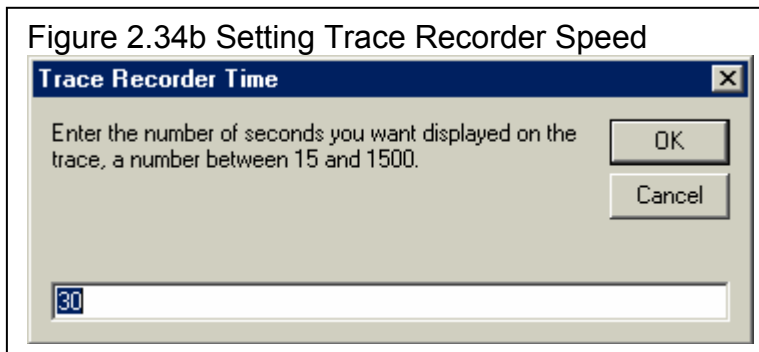 Figure 2.34b Setting Trace Recorder Speed
Trace Recorder Time
Enter the number of seconds you want displayed on the
trace, a number between 15 and 1500.
OK
Cancel
30